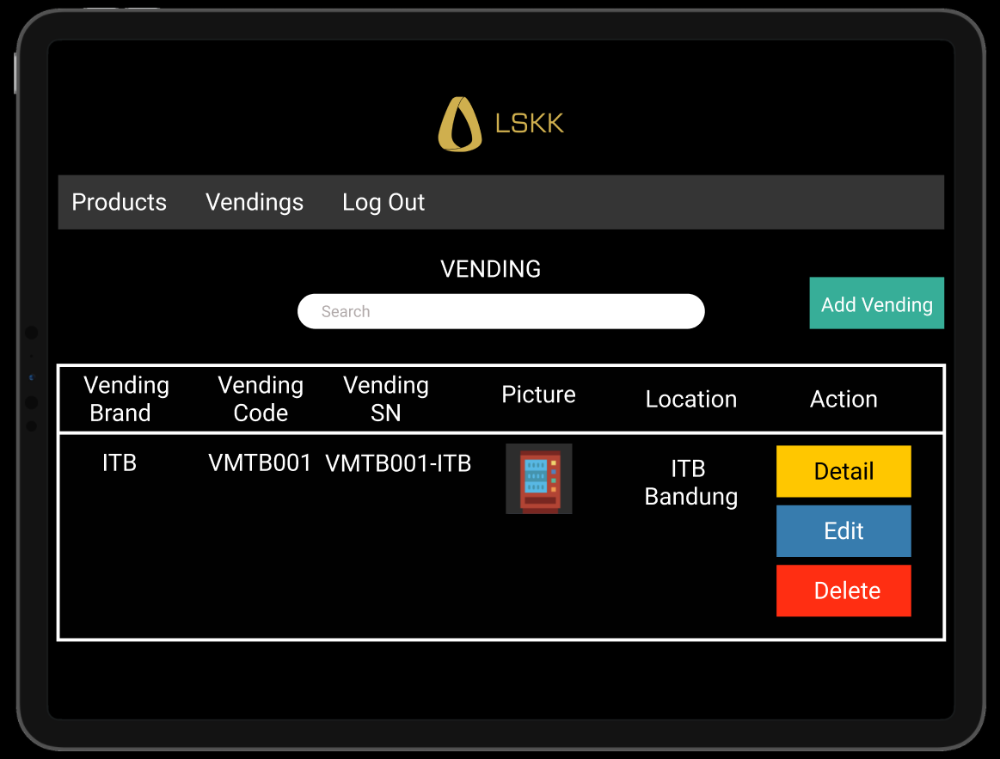 LSKK
Products Vendings Log Out
VENDING
Search
Add Vending
Vending Brand Vending Code Vending SN Picture Location Action
ITB VMTB001 VMTB001-ITB ITB Bandung
Detail
Edit
Delete